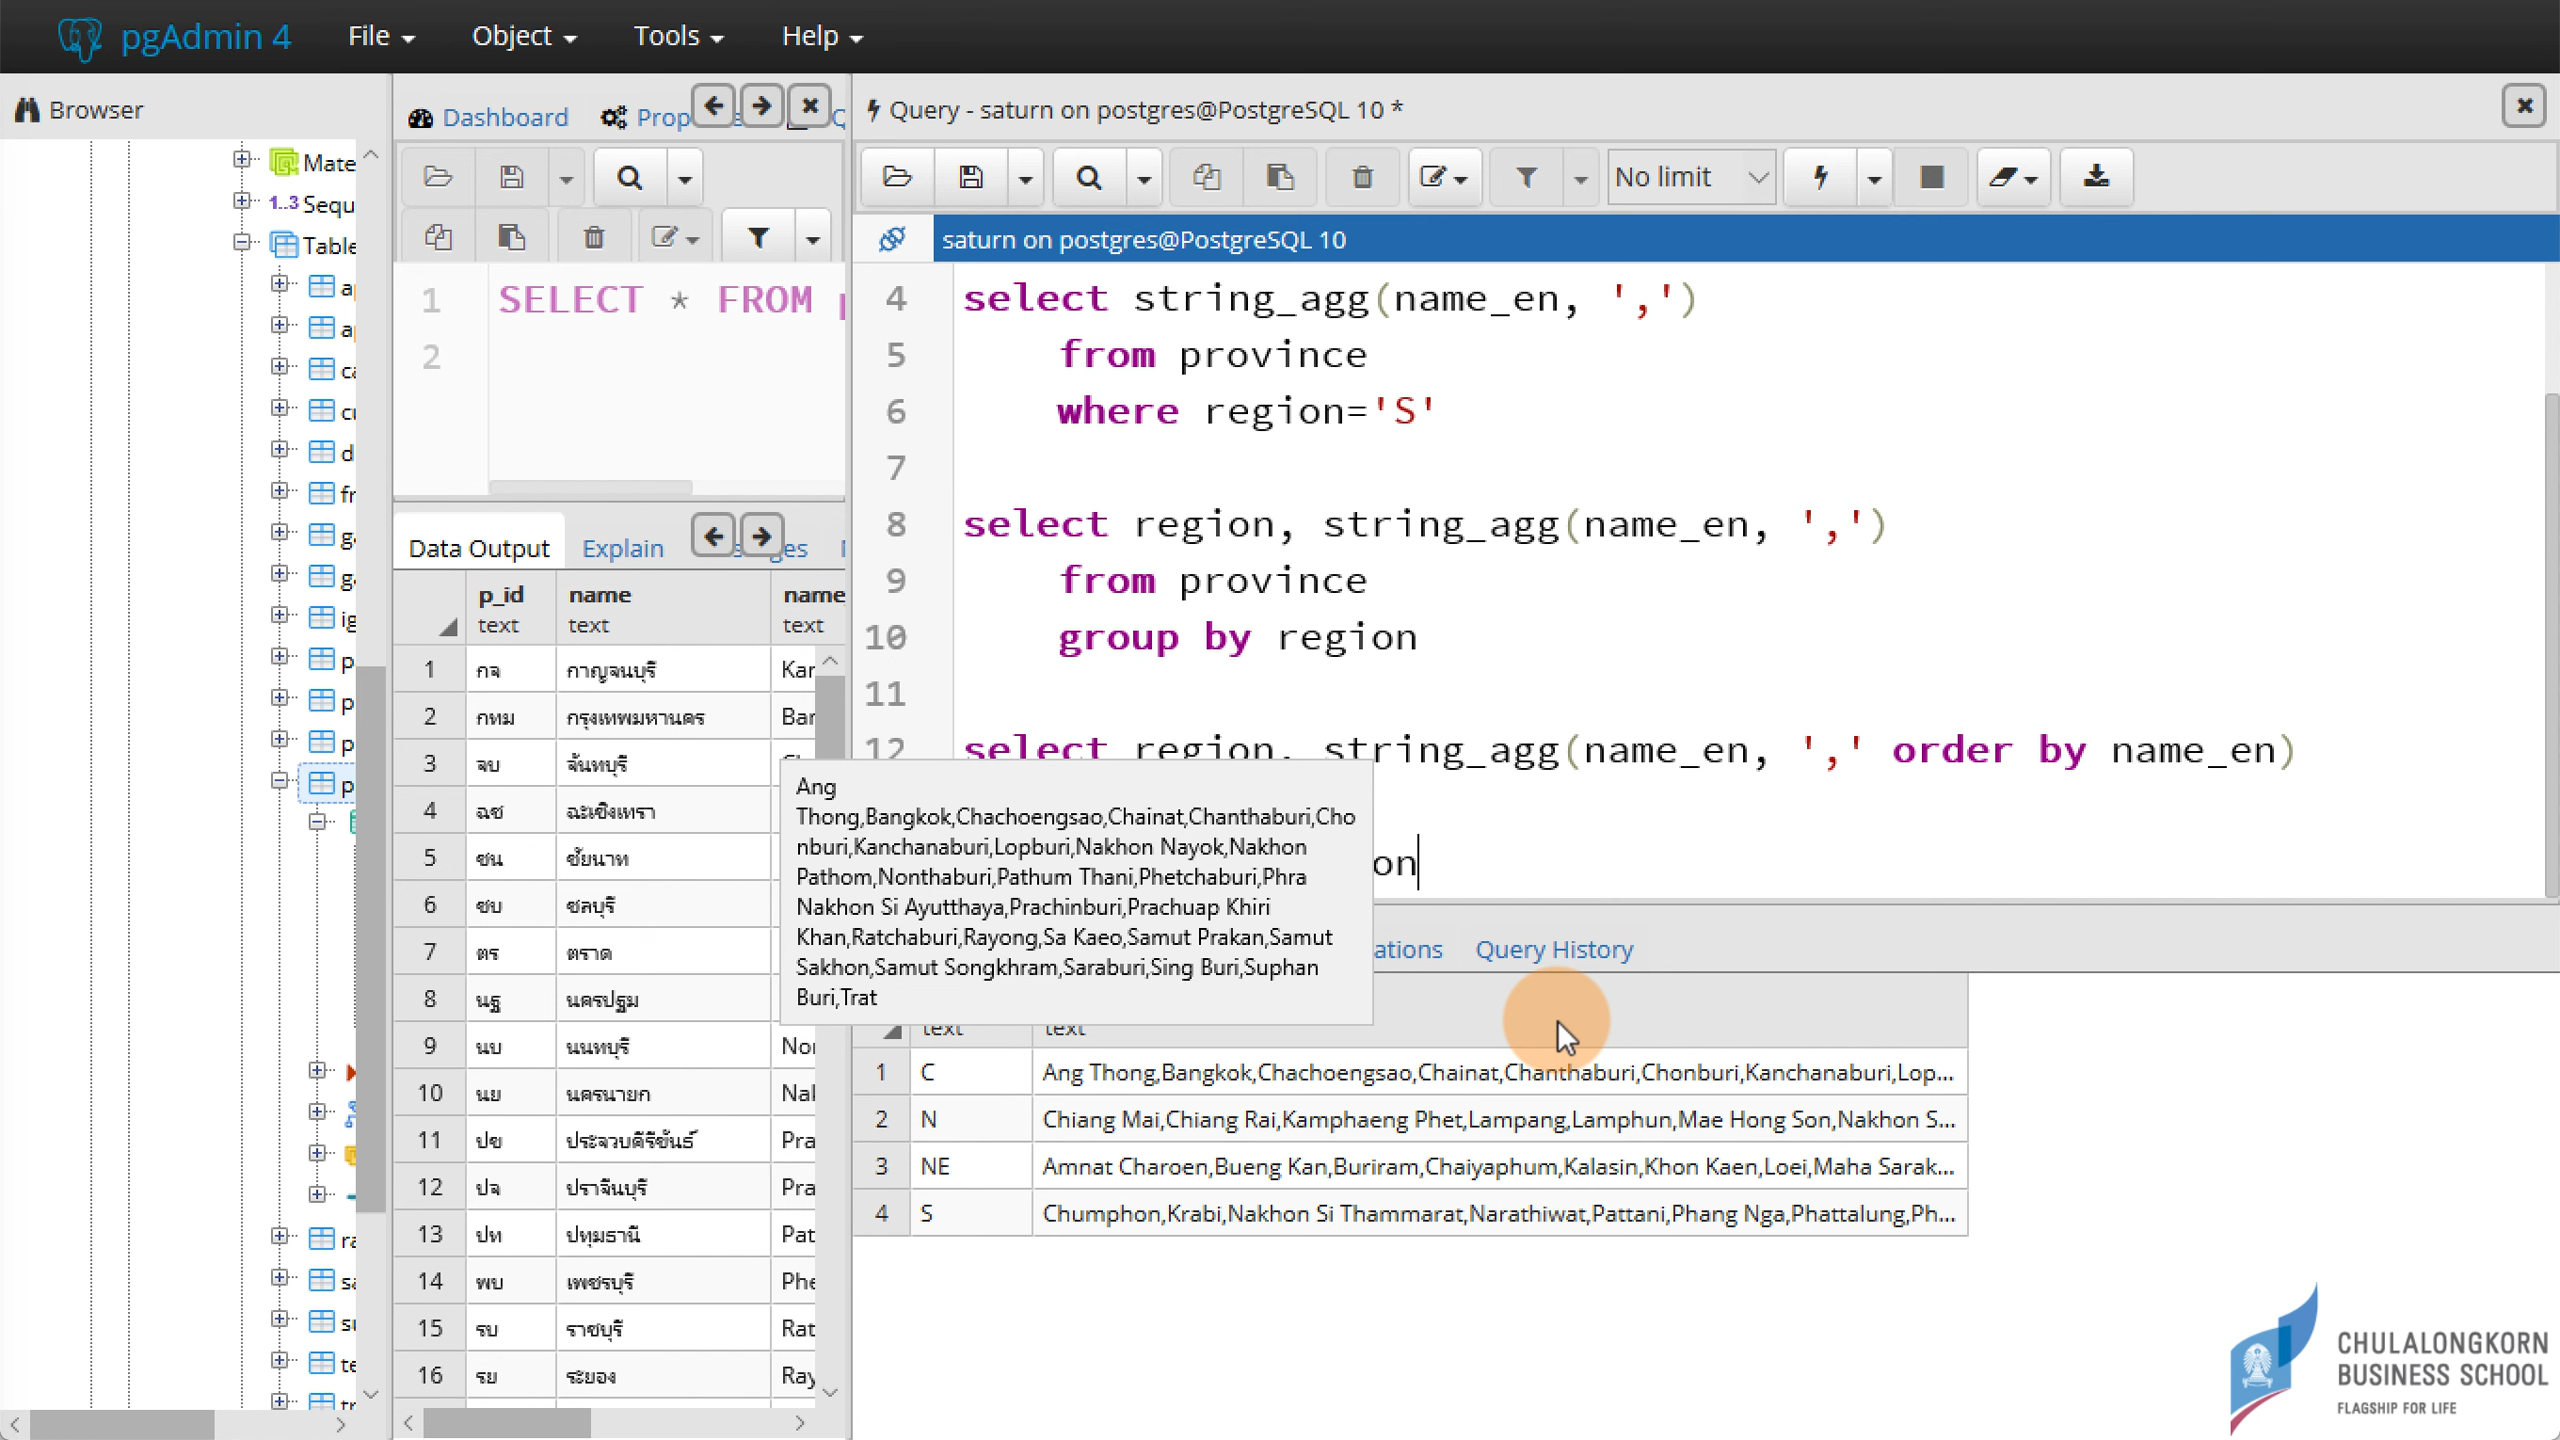 pgAdmin 4 File Object Tools Help
Browser
Mate
1..3 Sequ
Table
ra
sa
su
te
tr
Dashboard Prop
SELECT * FROM
1
2
Data Output Explain
p_id name name
text text text
1 กจ กาญจนบุรี Kan
2 กทม กรุงเทพมหานคร Ban
3 จบ จันทบุรี
4 ฉช ฉะเชิงเทรา
5 ชน ชัยนาท
6 ชบ ชลบุรี
7 ตร ตราด
8 นฐ นครปฐม
9 นบ นนทบุรี Non
10 นย นครนายก Nak
11 ปข ประจวบคีรีขันธ์ Pra
12 ปจ ปราจีนบุรี Pra
13 ปท ปทุมธานี Pat
14 พบ เพชรบุรี Phe
15 รบ ราชบุรี Rat
16 รย ระยอง Ray
Query - saturn on postgres@PostgreSQL 10 *
No limit
saturn on postgres@PostgreSQL 10
4 select string_agg(name_en, ',')
5 from province
6 where region='S'
7
8 select region, string_agg(name_en, ',')
9 from province
10 group by region
11
12 select region, string_agg(name_en, ',' order by name_en)
on
Ang
Thong,Bangkok,Chachoengsao,Chainat,Chanthaburi,Cho
nburi,Kanchanaburi,Lopburi,Nakhon Nayok,Nakhon
Pathom,Nonthaburi,Pathum Thani,Phetchaburi,Phra
Nakhon Si Ayutthaya,Prachinburi,Prachuap Khiri
Khan,Ratchaburi,Rayong,Sa Kaeo,Samut Prakan,Samut
Sakhon,Samut Songkhram,Saraburi,Sing Buri,Suphan
Buri,Trat
ations Query History
text text
1 C Ang Thong,Bangkok,Chachoengsao,Chainat,Chanthaburi,Chonburi,Kanchanaburi,Lop...
2 N Chiang Mai,Chiang Rai,Kamphaeng Phet,Lampang,Lamphun,Mae Hong Son,Nakhon S...
3 NE Amnat Charoen,Bueng Kan,Buriram,Chaiyaphum,Kalasin,Khon Kaen,Loei,Maha Sarak...
4 S Chumphon,Krabi,Nakhon Si Thammarat,Narathiwat,Pattani,Phang Nga,Phattalung,Ph...
CHULALONGKORN
BUSINESS SCHOOL
FLAGSHIP FOR LIFE